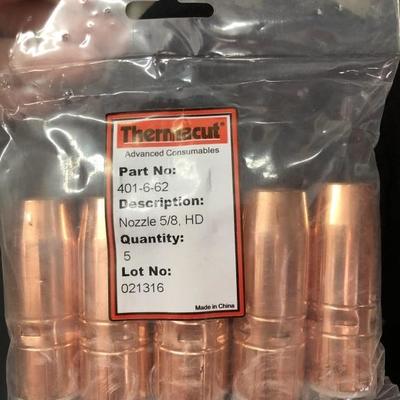 Thermacut®
Advanced Consumables
Part No:
401-6-62
Description:
Nozzle 5/8, HD
Quantity:
5
Lot No:
021316
Made in China